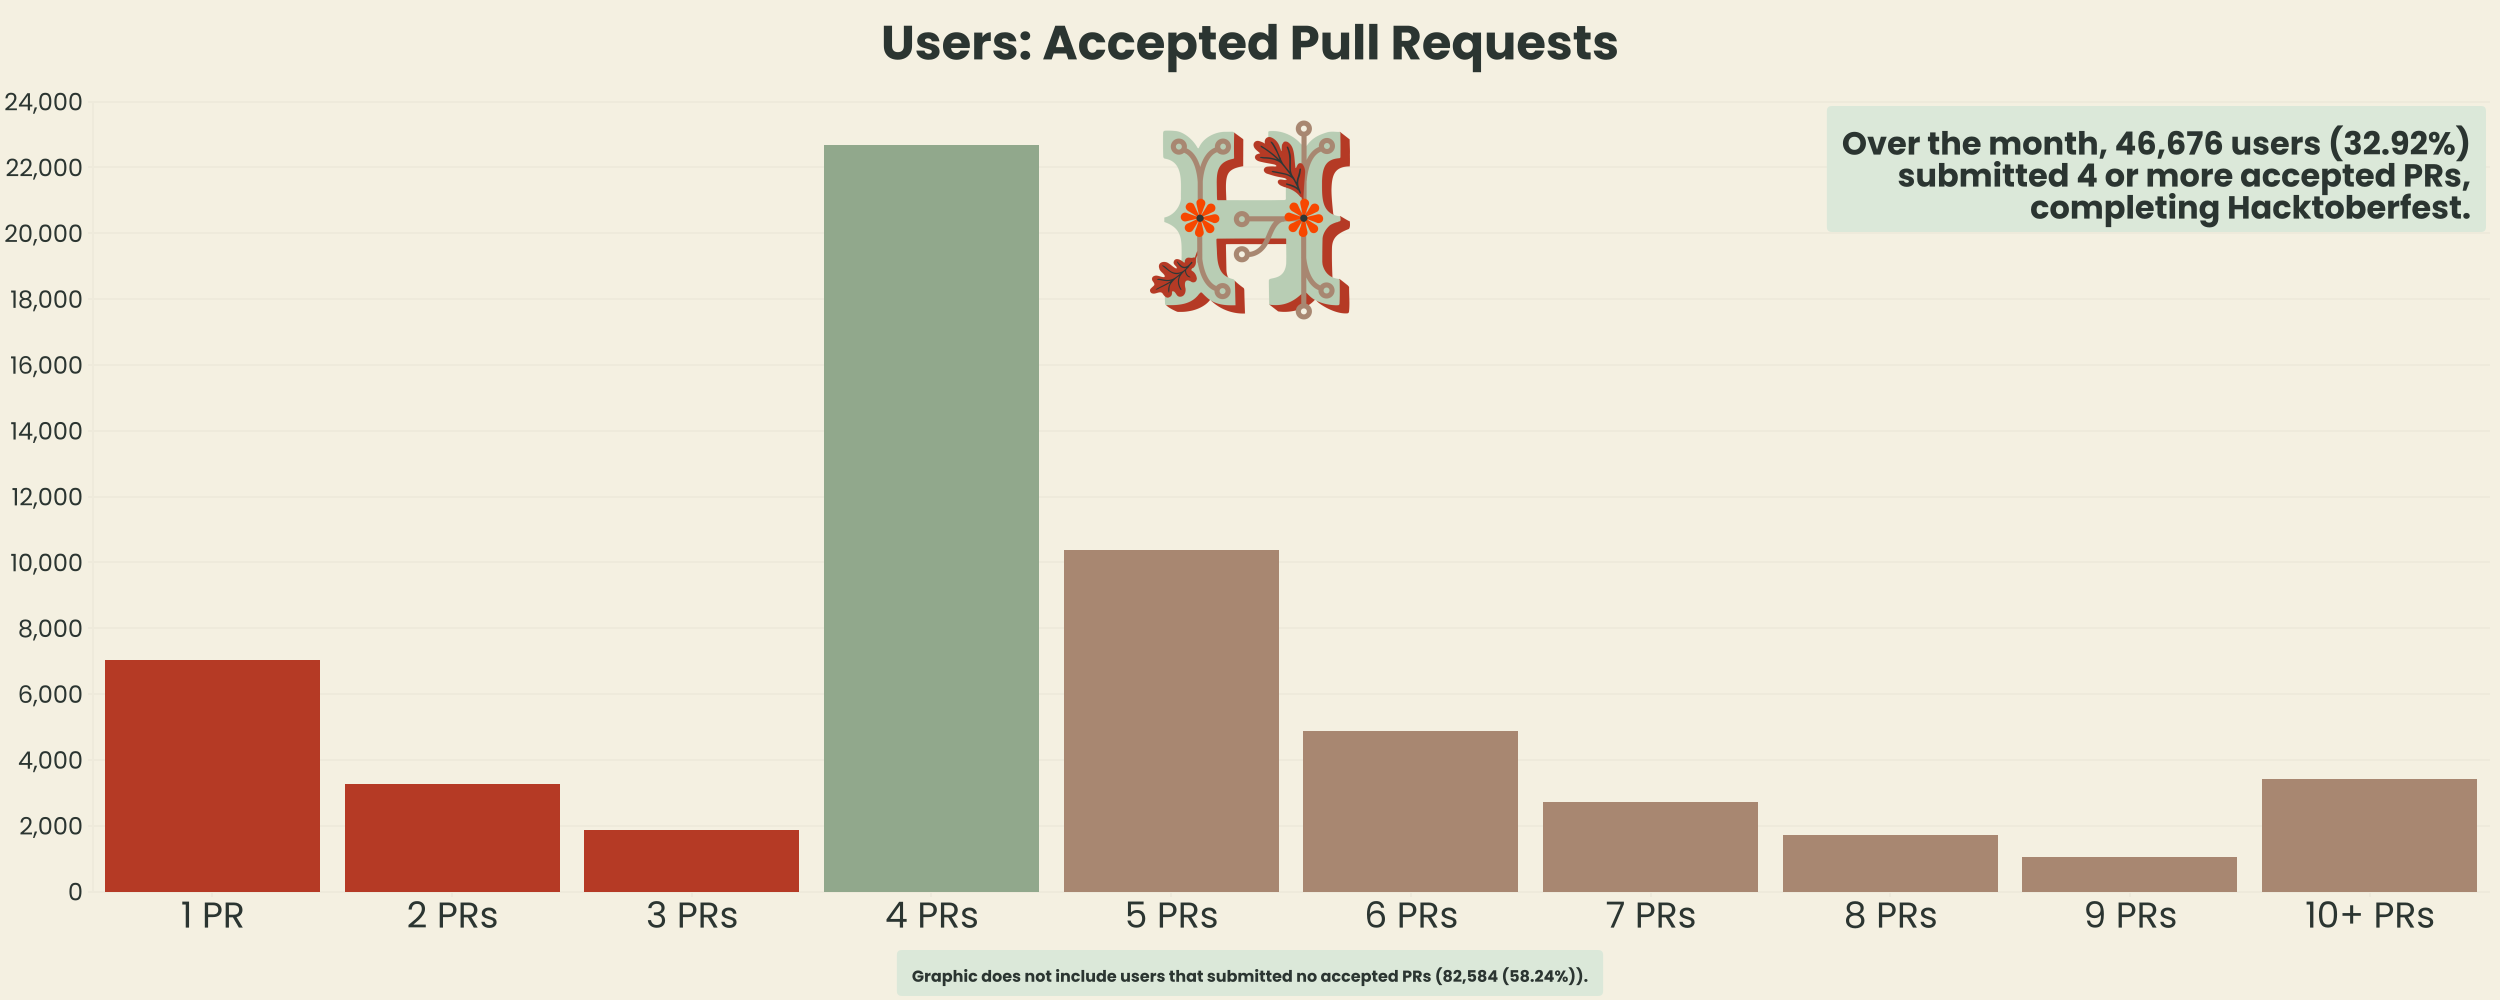 Users: Accepted Pull Requests
Over the month, 46,676 users (32.92%)
submitted 4 or more accepted PRs,
completing Hacktoberfest.
24,000
22,000
20,000
18,000
16,000
14,000
12,000
10,000
8,000
6,000
4,000
2,000
0
1 PR
2 PRs
3 PRs
4 PRs
5 PRs
6 PRs
7 PRs
8 PRs
9 PRs
10+ PRs
Graphic does not include users that submitted no accepted PRs (82,584 (58.24%)).